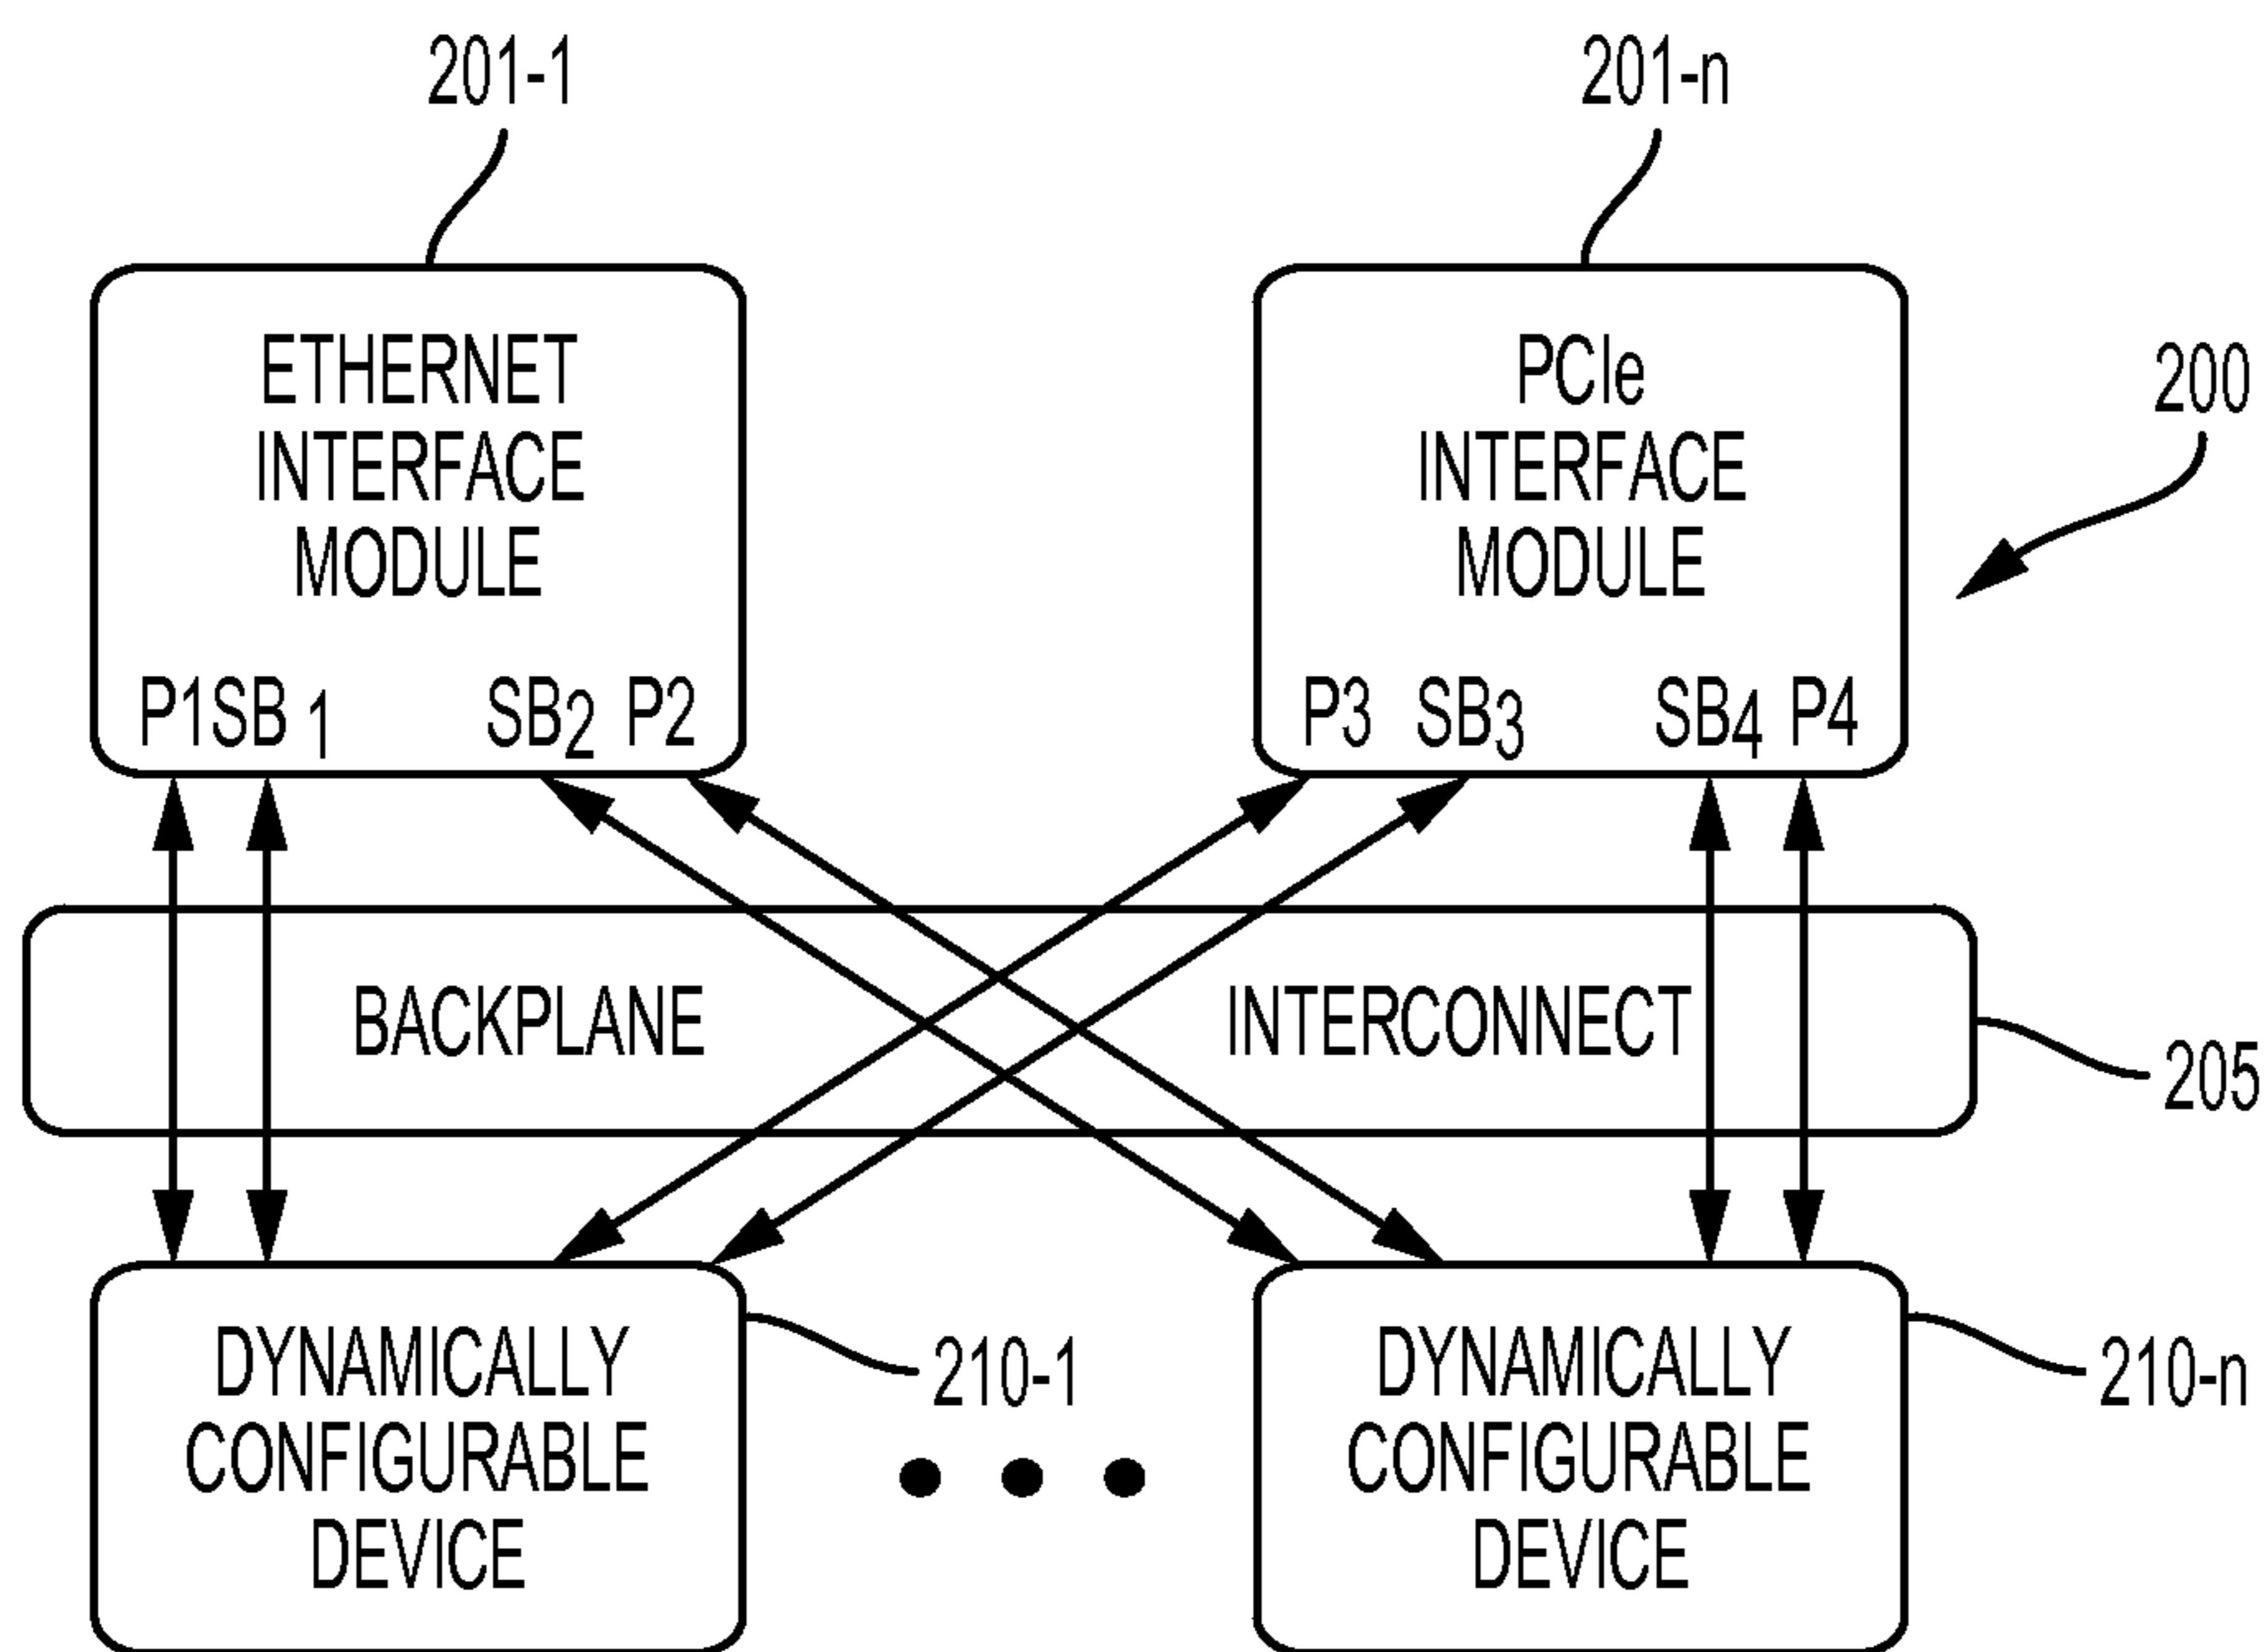 201-1
201-n
200
ETHERNET
INTERFACE
MODULE
P1SB 1 SB2 P2
PCIe
INTERFACE
MODULE
P3 SB3 SB4 P4
BACKPLANE INTERCONNECT
205
DYNAMICALLY
CONFIGURABLE
DEVICE
210-1
DYNAMICALLY
CONFIGURABLE
DEVICE
210-n